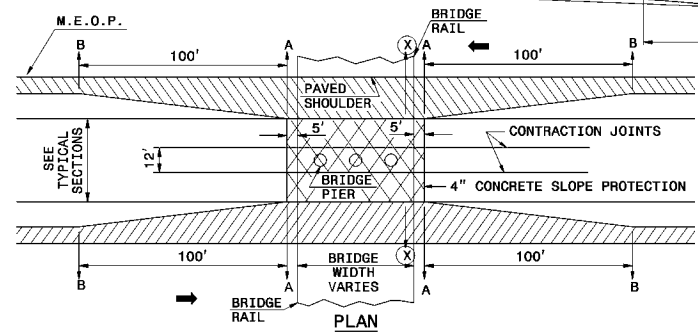 M.E.O.P.
BRIDGE
RAIL
B
A
X
A
B
100'
100'
PAVED
SHOULDER
5'
5'
CONTRACTION JOINTS
SEE
TYPICAL
SECTIONS
12'
BRIDGE
PIER
4" CONCRETE SLOPE PROTECTION
100'
BRIDGE
WIDTH
VARIES
100'
X
B
A
A
B
BRIDGE
RAIL
PLAN